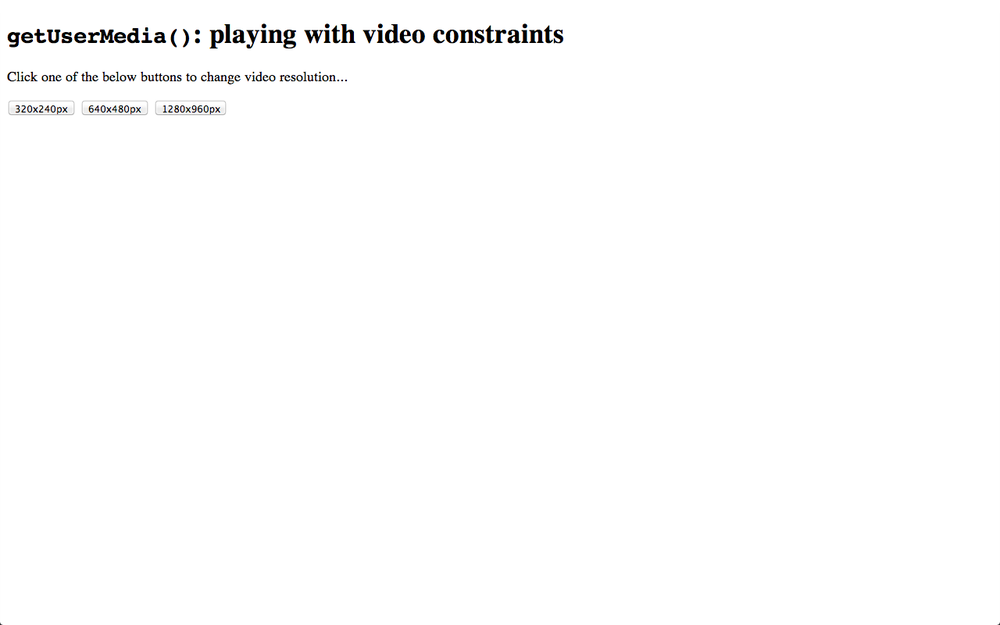 getUserMedia(): playing with video constraints
Click one of the below buttons to change video resolution...
320x240px 640x480px 1280x960px